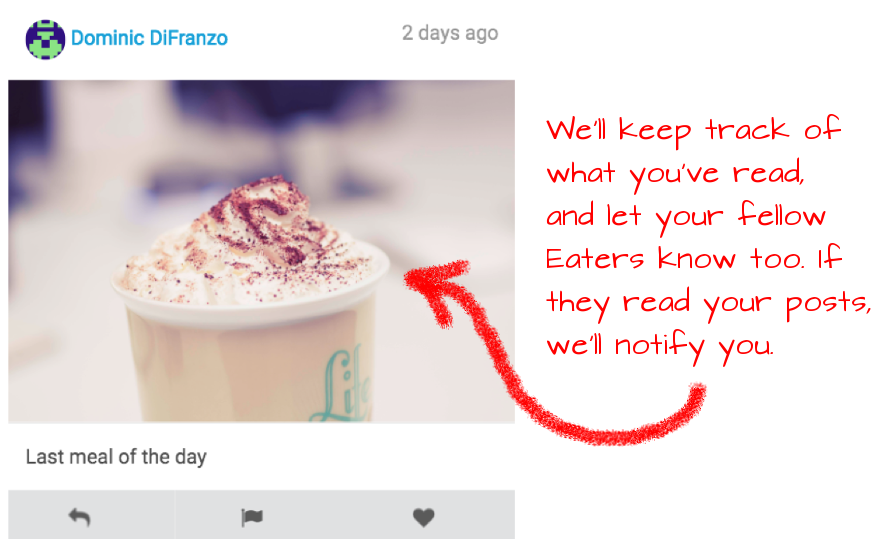 Dominic DiFranzo
2 days ago
We'll keep track of
what you've read,
and let your fellow
Eaters know too. If
they read your posts,
we'll notify you.
Last meal of the day